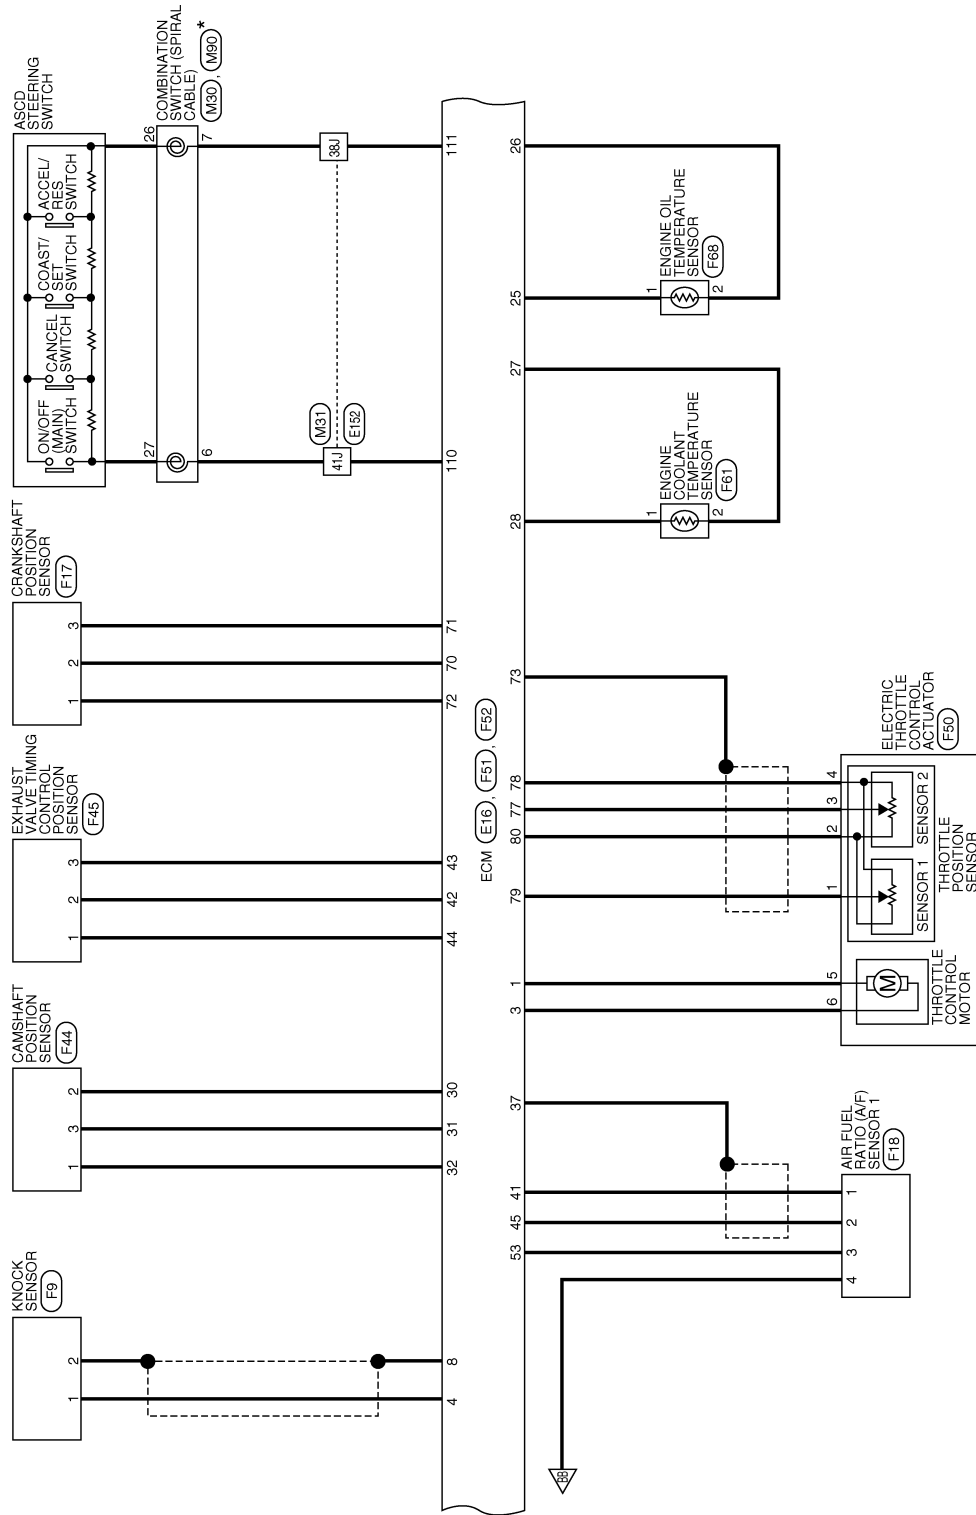 KNOCK
SENSOR
F9
1
2
4
8
CAMSHAFT
POSITION
SENSOR
F44
1
3
2
32
31
30
EXHAUST
VALVE TIMING
CONTROL
POSITION
SENSOR
F45
1
2
3
44
42
43
CRANKSHAFT
POSITION
SENSOR
F17
1
2
3
72
70
71
ASCD
STEERING
SWITCH
ON/OFF
(MAIN)
SWITCH
CANCEL
SWITCH
COAST/
SET
SWITCH
ACCEL/
RES
SWITCH
27
26
COMBINATION
SWITCH (SPIRAL
CABLE)
M30 , M90 *
6
7
M31
E152
41J
38J
110
111
ECM E16 , F51 , F52
53
45
41
37
3
1
79
80
77
78
73
28
27
25
26
BB
4
3
2
1
AIR FUEL
RATIO (A/F)
SENSOR 1
F18
6
5
1
2
3
4
ELECTRIC
THROTTLE
CONTROL
ACTUATOR
F50
M
THROTTLE
CONTROL
MOTOR
SENSOR 1
SENSOR 2
THROTTLE
POSITION
SENSOR
1
2
ENGINE
COOLANT
TEMPERATURE
SENSOR
F61
1
2
ENGINE OIL
TEMPERATURE
SENSOR
F68